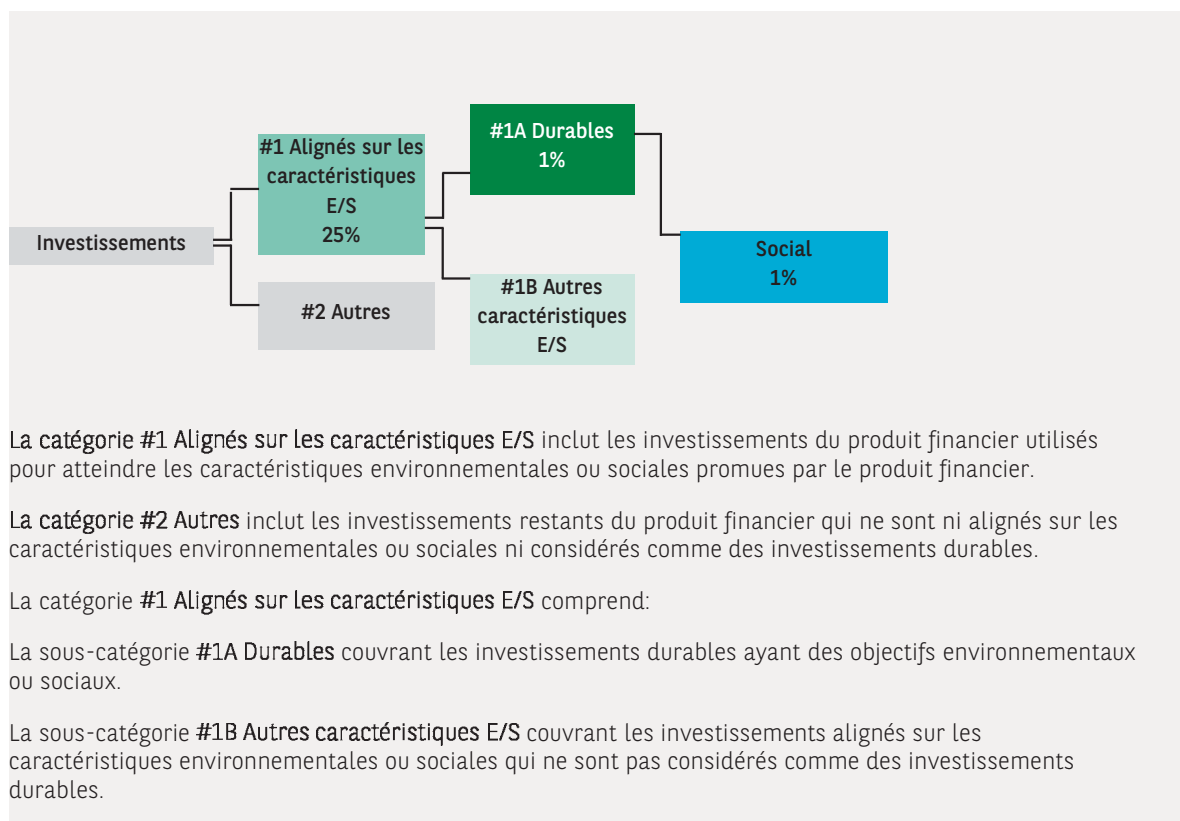 #1A Durables
1%
#1 Alignés sur les
caractéristiques
E/S
25%
Investissements
Social
1%
#2 Autres
#1B Autres
caractéristiques
E/S
La catégorie #1 Alignés sur les caractéristiques E/S inclut les investissements du produit financier utilisés
pour atteindre les caractéristiques environnementales ou sociales promues par le produit financier.
La catégorie #2 Autres inclut les investissements restants du produit financier qui ne sont ni alignés sur les
caractéristiques environnementales ou sociales ni considérés comme des investissements durables.
La catégorie #1 Alignés sur les caractéristiques E/S comprend:
La sous-catégorie #1A Durables couvrant les investissements durables ayant des objectifs environnementaux
ou sociaux.
La sous-catégorie #1B Autres caractéristiques E/S couvrant les investissements alignés sur les
caractéristiques environnementales ou sociales qui ne sont pas considérés comme des investissements
durables.